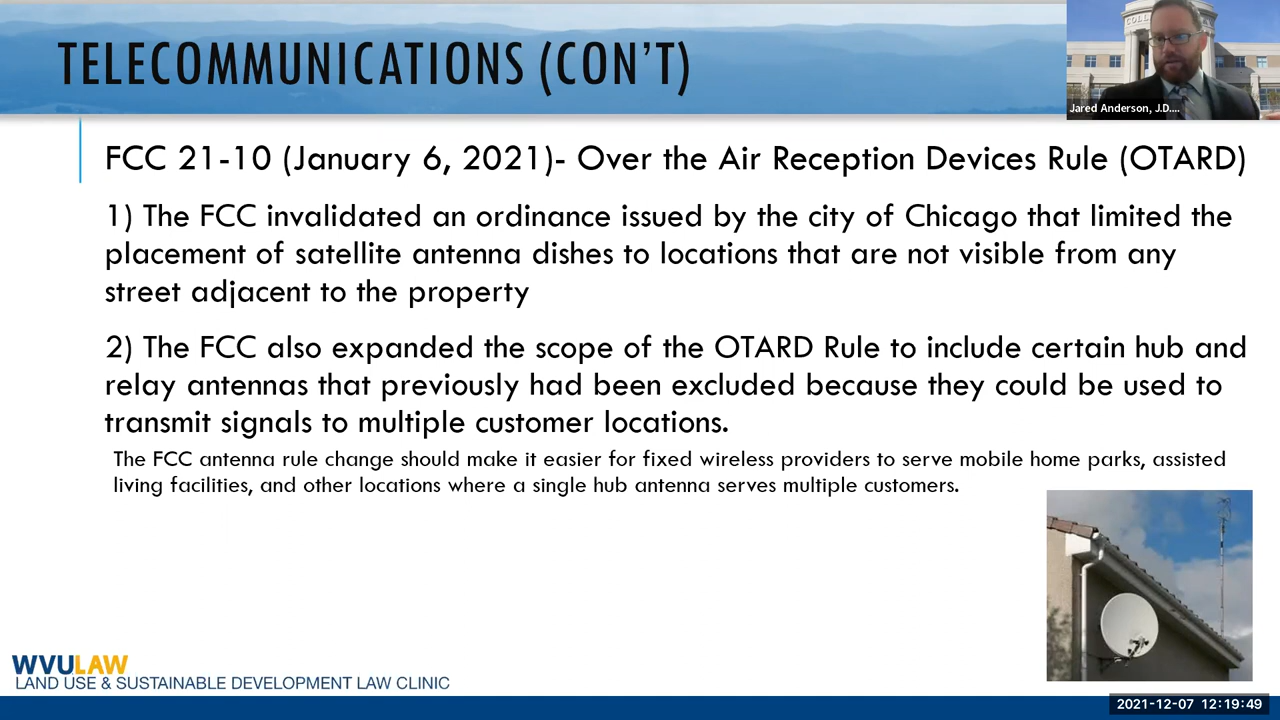 TELECOMMUNICATIONS (CON'T)
COLL
Jared Anderson, J.D....
FCC 21-10 (January 6, 2021)- Over the Air Reception Devices Rule (OTARD)
1) The FCC invalidated an ordinance issued by the city of Chicago that limited the
placement of satellite antenna dishes to locations that are not visible from any
street adjacent to the property
2) The FCC also expanded the scope of the OTARD Rule to include certain hub and
relay antennas that previously had been excluded because they could be used to
transmit signals to multiple customer locations.
The FCC antenna rule change should make it easier for fixed wireless providers to serve mobile home parks, assisted
living facilities, and other locations where a single hub antenna serves multiple customers.
WVULAW
LAND USE & SUSTAINABLE DEVELOPMENT LAW CLINIC
2021-12-07 12:19:49